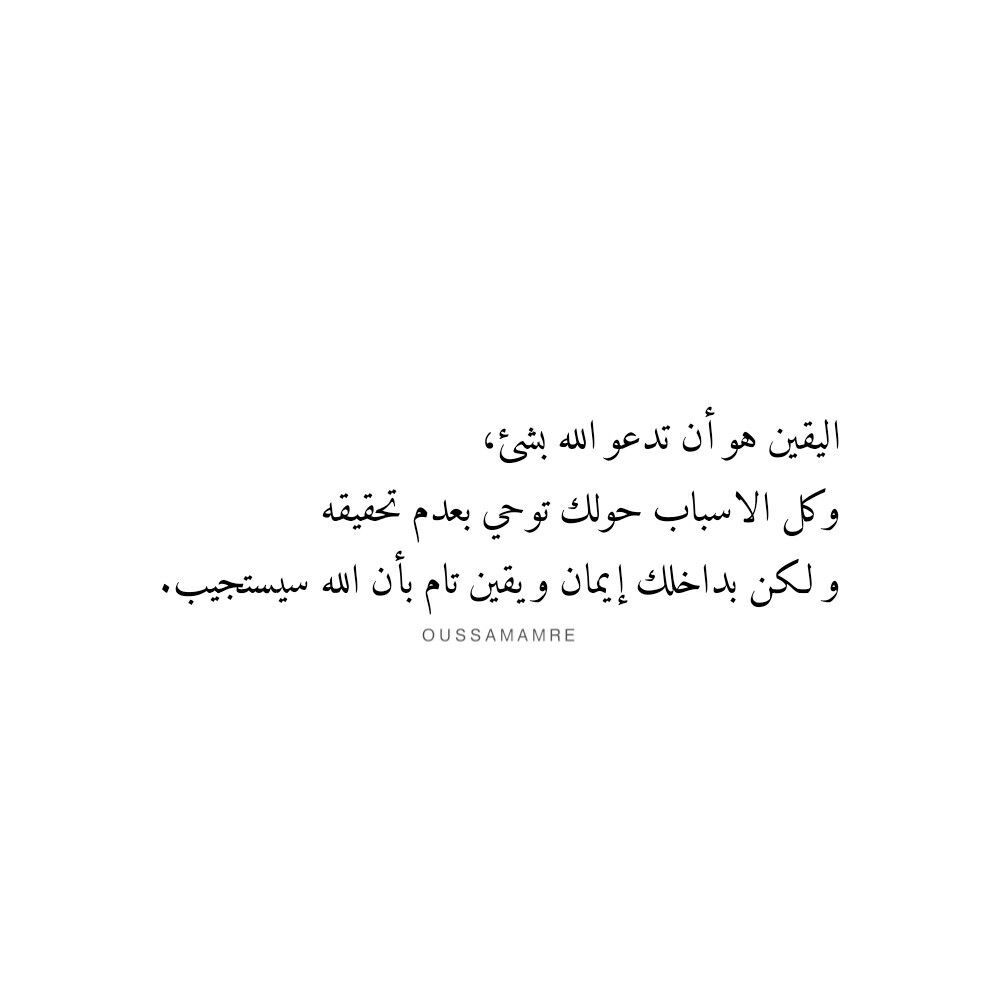 اليقين هو أن تدعو الله بشئ،
وكل الاسباب حولك توحي بعدم تحقيقه
و لكن بداخلك إيمان و يقين تام بأن الله سيستجيب.
OUSSAMAMRE